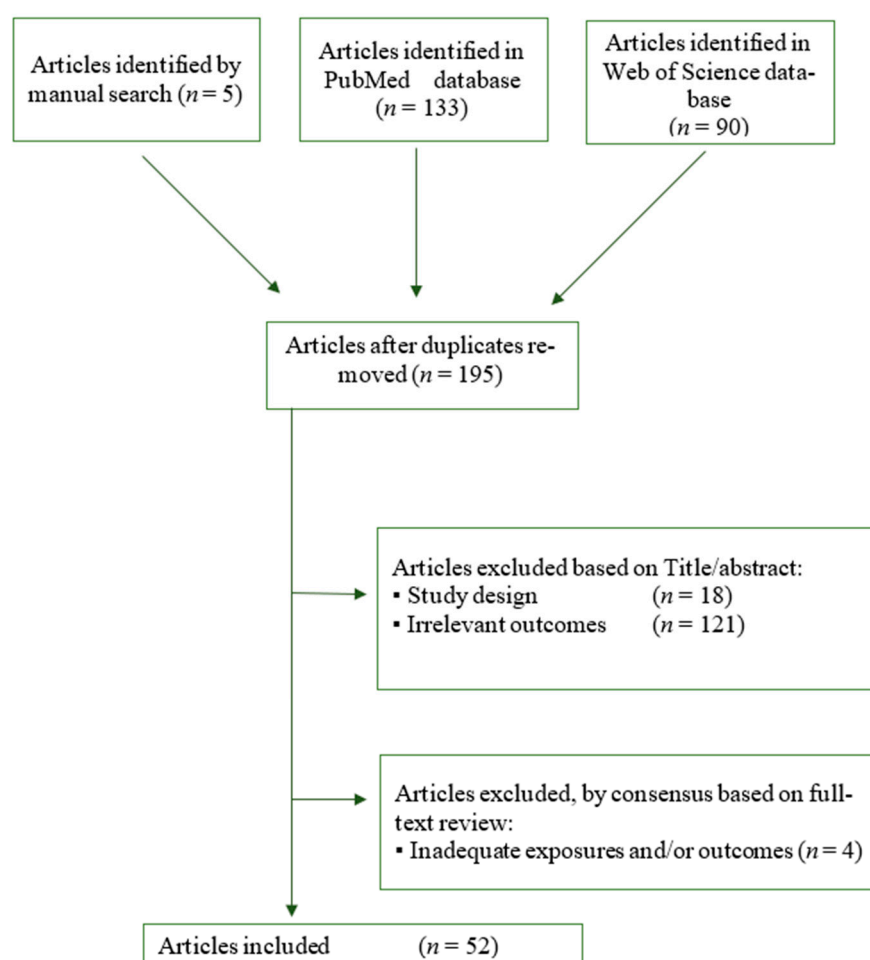 Articles identified by
manual search (n = 5)
Articles identified in
PubMed database
(n = 133)
Articles identified in
Web of Science data-
base
(n = 90)
Articles after duplicates re-
moved (n = 195)
Articles excluded based on Title/abstract:
▪ Study design (n = 18)
▪ Irrelevant outcomes (n = 121)
Articles excluded, by consensus based on full-
text review:
▪ Inadequate exposures and/or outcomes (n = 4)
Articles included (n = 52)